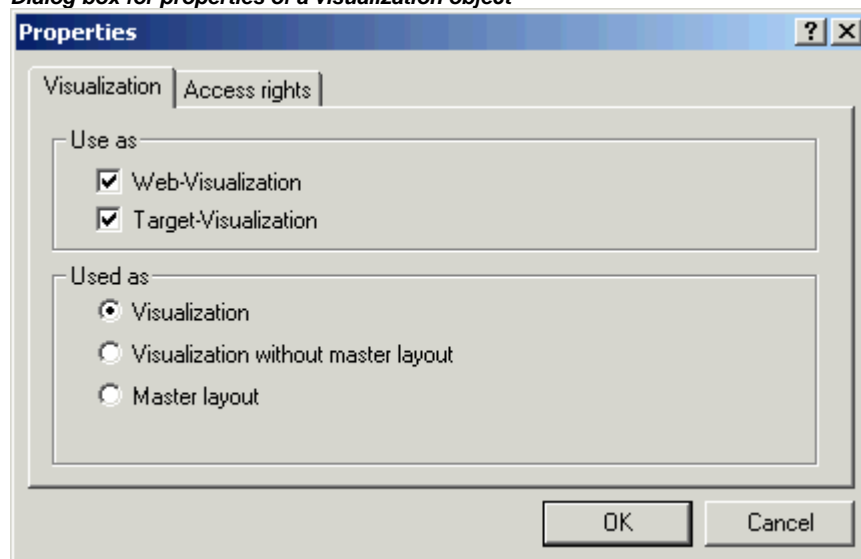 Dialog box for properties of a visualization object
Properties
Visualization
Access rights
Use as
Web-Visualization
Target-Visualization
Used as
Visualization
Visualization without master layout
Master layout
OK
Cancel